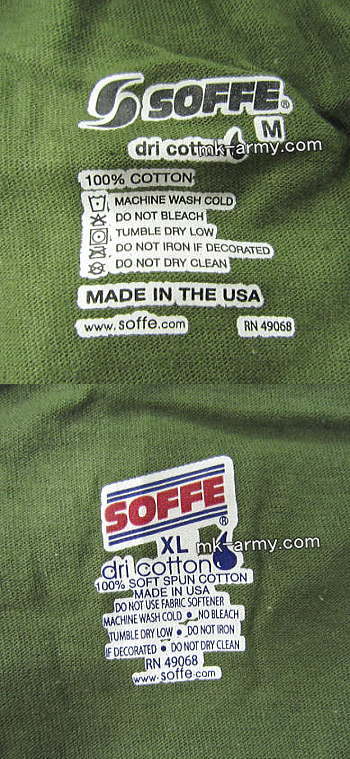 SOFFE®
M
dri cotton
mk-army.com
100% COTTON
MACHINE WASH COLD
DO NOT BLEACH
TUMBLE DRY LOW
DO NOT IRON IF DECORATED
DO NOT DRY CLEAN
MADE IN THE USA
www.soffe.com RN 49068
SOFFE®
XL mk-army.com
dri cotton
100% SOFT SPUN COTTON
MADE IN USA
DO NOT USE FABRIC SOFTENER
MACHINE WASH COLD • NO BLEACH
TUMBLE DRY LOW • DO NOT IRON
IF DECORATED • DO NOT DRY CLEAN
RN 49068
www.soffe.com